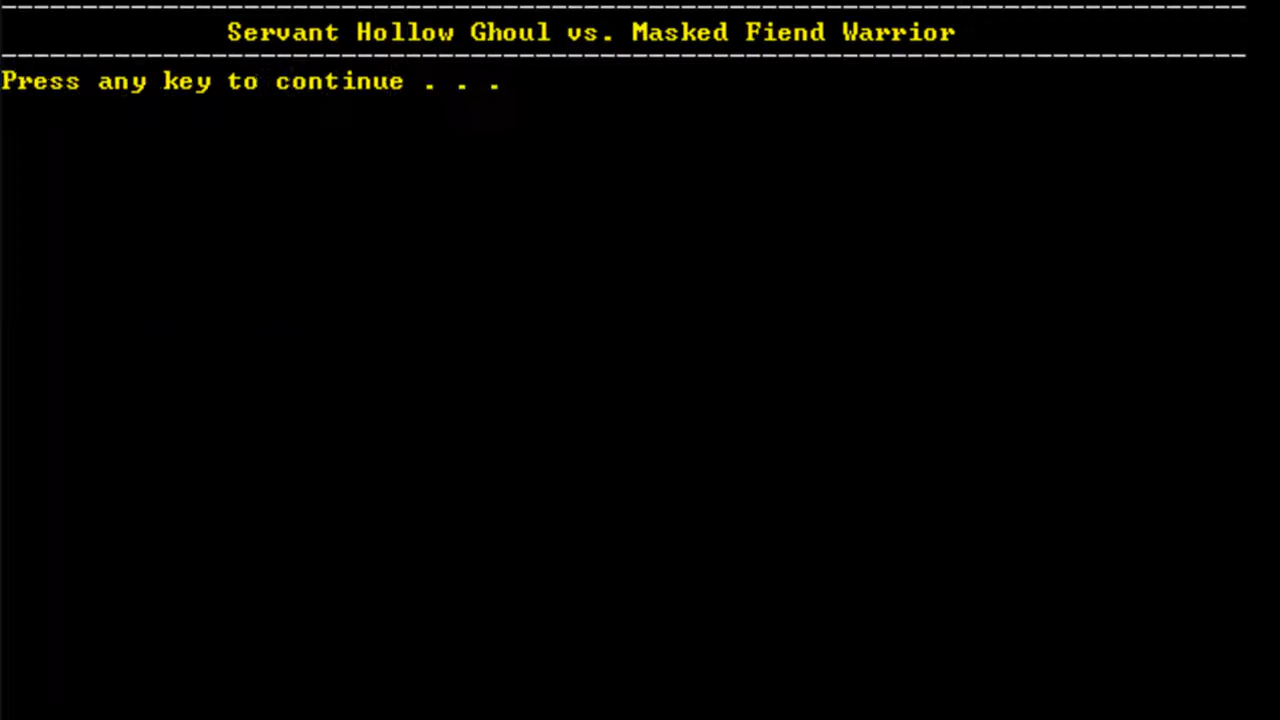 Servant Hollow Ghoul vs. Masked Fiend Warrior
Press any key to continue . . .